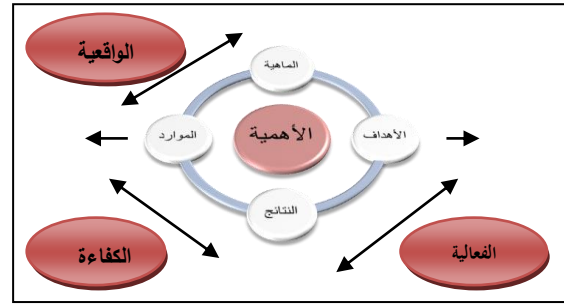 الواقعية
الماهية
الموارد
الأهمية
الأهداف
النتائج
الكفاءة
الفعالية